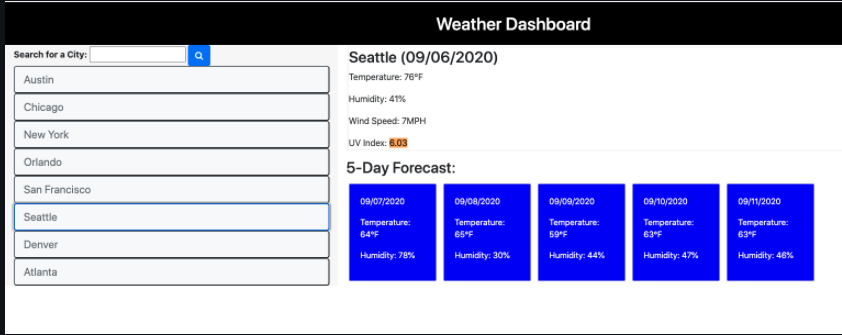 Weather Dashboard
Search for a City:
Austin
Chicago
New York
Orlando
San Francisco
Seattle
Denver
Atlanta
Seattle (09/06/2020)
Temperature: 76°F
Humidity: 41%
Wind Speed: 7MPH
UV Index: 6.03
5-Day Forecast:
09/07/2020
Temperature:
64°F
Humidity: 78%
09/08/2020
Temperature:
65°F
Humidity: 30%
09/09/2020
Temperature:
59°F
Humidity: 44%
09/10/2020
Temperature:
63°F
Humidity: 47%
09/11/2020
Temperature:
63°F
Humidity: 46%